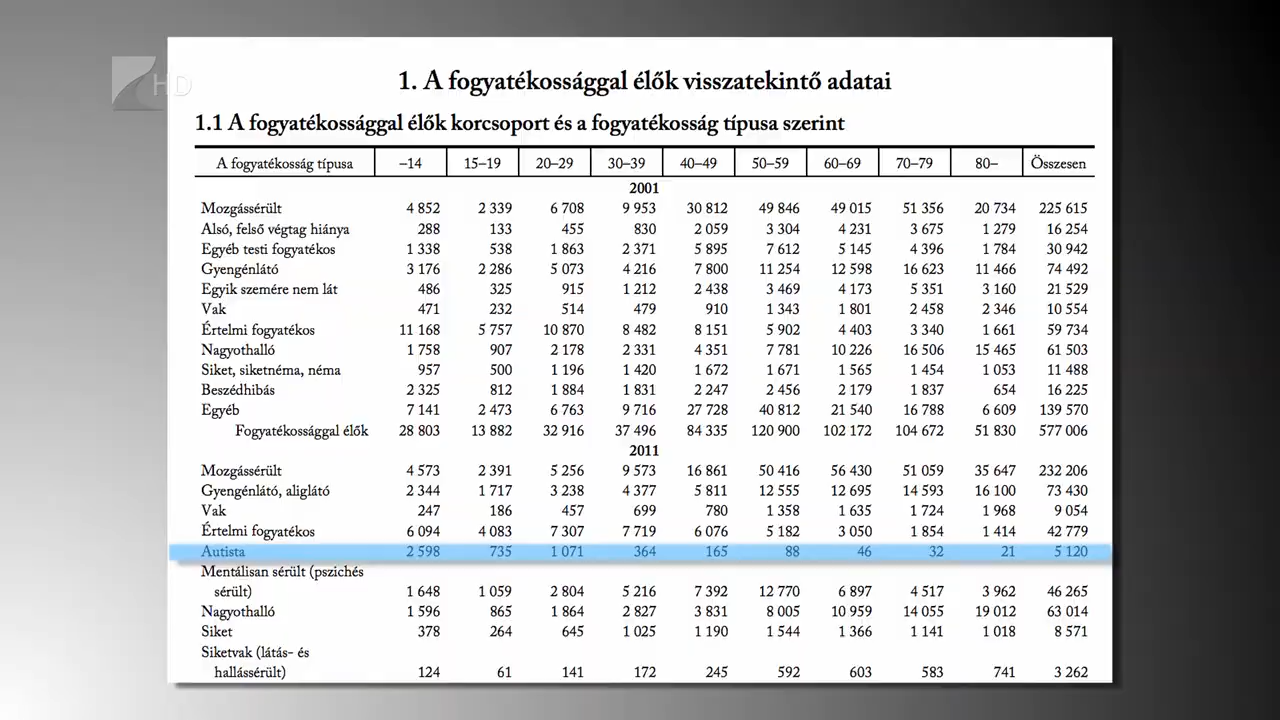 HD
1. A fogyatékossággal élők visszatekintő adatai
1.1 A fogyatékossággal élők korcsoport és a fogyatékosság típusa szerint
A fogyatékosság típusa –14 15–19 20–29 30–39 40–49 50–59 60–69 70–79 80– Összesen
2001
Mozgássérült 4 852 2 339 6 708 9 953 30 812 49 846 49 015 51 356 20 734 225 615
Alsó, felső végtag hiánya 288 133 455 830 2 059 3 304 4 231 3 675 1 279 16 254
Egyéb testi fogyatékos 1 338 538 1 863 2 371 5 895 7 612 5 145 4 396 1 784 30 942
Gyengénlátó 3 176 2 286 5 073 4 216 7 800 11 254 12 598 16 623 11 466 74 492
Egyik szemére nem lát 486 325 915 1 212 2 438 3 469 4 173 5 351 3 160 21 529
Vak 471 232 514 479 910 1 343 1 801 2 458 2 346 10 554
Értelmi fogyatékos 11 168 5 757 10 870 8 482 8 151 5 902 4 403 3 340 1 661 59 734
Nagyothalló 1 758 907 2 178 2 331 4 351 7 781 10 226 16 506 15 465 61 503
Siket, siketnéma, néma 957 500 1 196 1 420 1 672 1 671 1 565 1 454 1 053 11 488
Beszédhibás 2 325 812 1 884 1 831 2 247 2 456 2 179 1 837 654 16 225
Egyéb 7 141 2 473 6 763 9 716 27 728 40 812 21 540 16 788 6 609 139 570
Fogyatékossággal élők 28 803 13 882 32 916 37 496 84 335 120 900 102 172 104 672 51 830 577 006
2011
Mozgássérült 4 573 2 391 5 256 9 573 16 861 50 416 56 430 51 059 35 647 232 206
Gyengénlátó, aliglátó 2 344 1 717 3 238 4 377 5 811 12 555 12 695 14 593 16 100 73 430
Vak 247 186 457 699 780 1 358 1 635 1 724 1 968 9 054
Értelmi fogyatékos 6 094 4 083 7 307 7 719 6 076 5 182 3 050 1 854 1 414 42 779
Autista 2 598 735 1 071 364 165 88 46 32 21 5 120
Mentálisan sérült (pszichés
sérült) 1 648 1 059 2 804 5 216 7 392 12 770 6 897 4 517 3 962 46 265
Nagyothalló 1 596 865 1 864 2 827 3 831 8 005 10 959 14 055 19 012 63 014
Siket 378 264 645 1 025 1 190 1 544 1 366 1 141 1 018 8 571
Siketvak (látás- és
hallássérült) 124 61 141 172 245 592 603 583 741 3 262